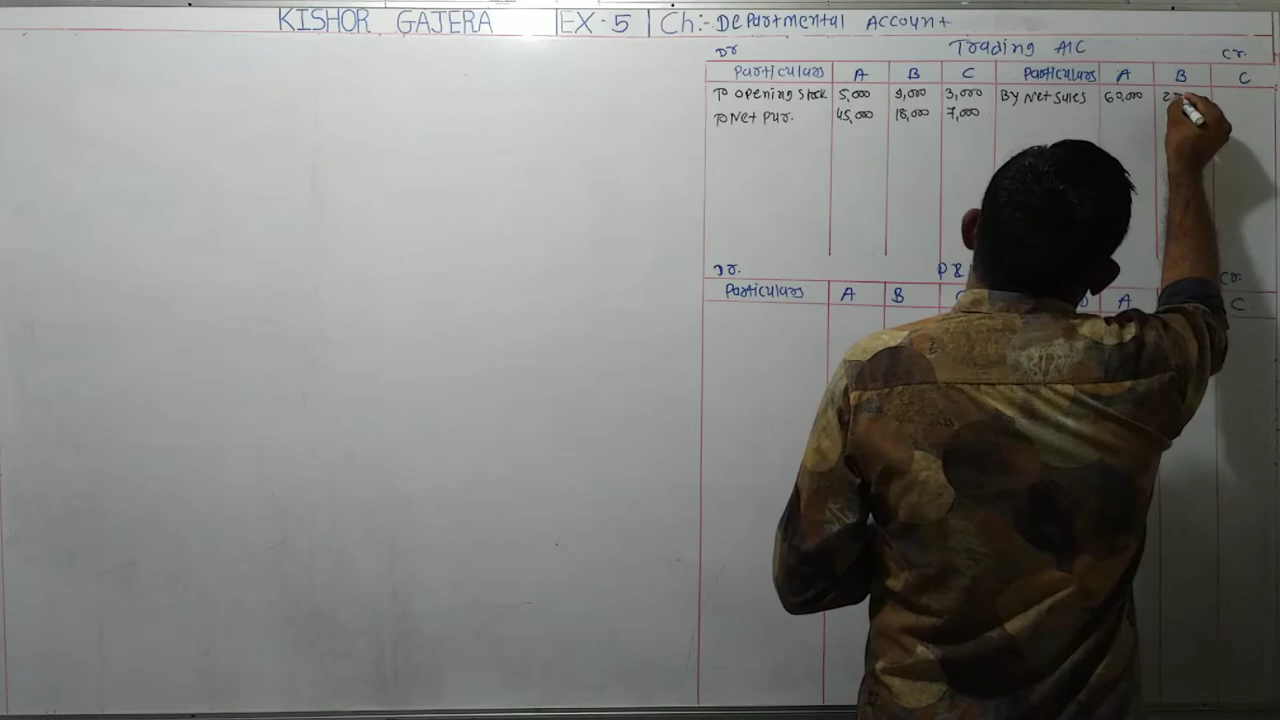 KISHOR GAJERA EX-5 Ch:- Departmental Account
Dr Trading A/C Cr.
Particulars A B C Particulars A B C
To Opening Stock 5,000 9,000 3,000 By Net Sales 60,000
To Net Pur. 45,000 18,000 7,000
Dr. P & Cr.
Particulars A B A C